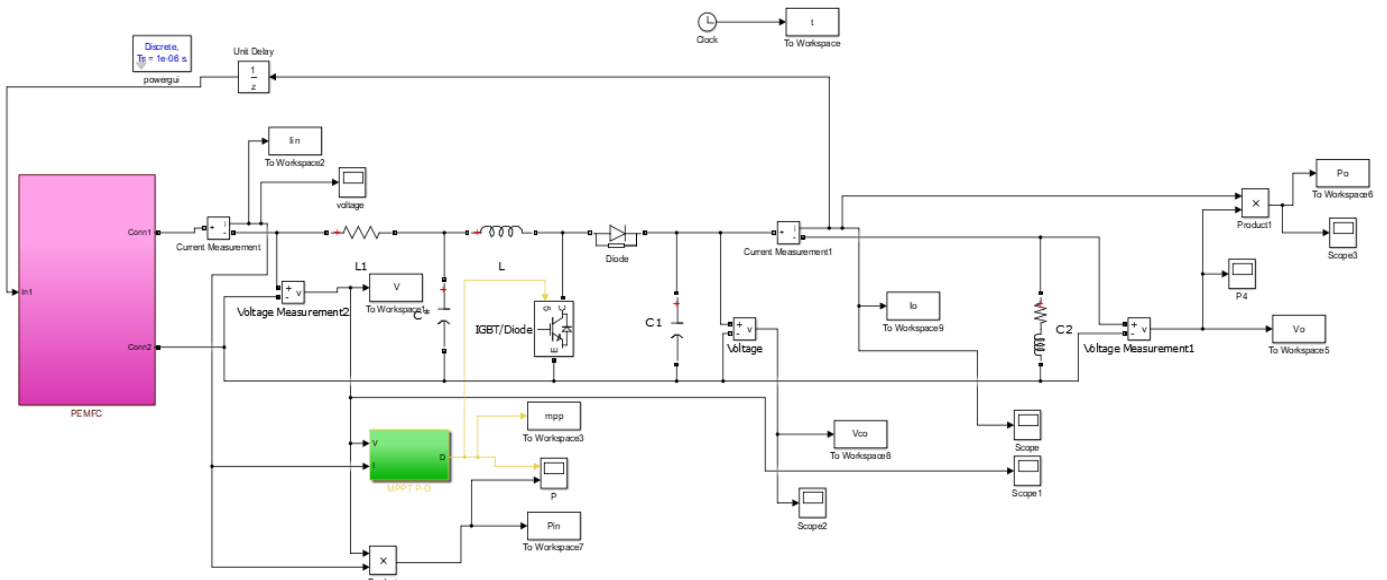 t
Clock
To Workspace
Discrete,
Ts = 1e-06 s.
powergui
Unit Delay
1
z
Iin
To Workspace2
voltage
Po
To Workspace6
×
Product1
Scope3
Conn1
+
-
i
Current Measurement
L1
L
Diode
+
-
i
Current Measurement1
P4
In1
+
-
v
Voltage Measurement2
V
To Workspace1
C*
g
C
E
IGBT/Diode
C1
+
-
v
Voltage
Io
To Workspace9
C2
+
-
v
Voltage Measurement1
Vo
To Workspace5
Conn2
PEMFC
mpp
To Workspace3
V
I
D
MPPT P-O
P
Vco
To Workspace8
Scope
Scope1
Scope2
Pin
To Workspace7
×